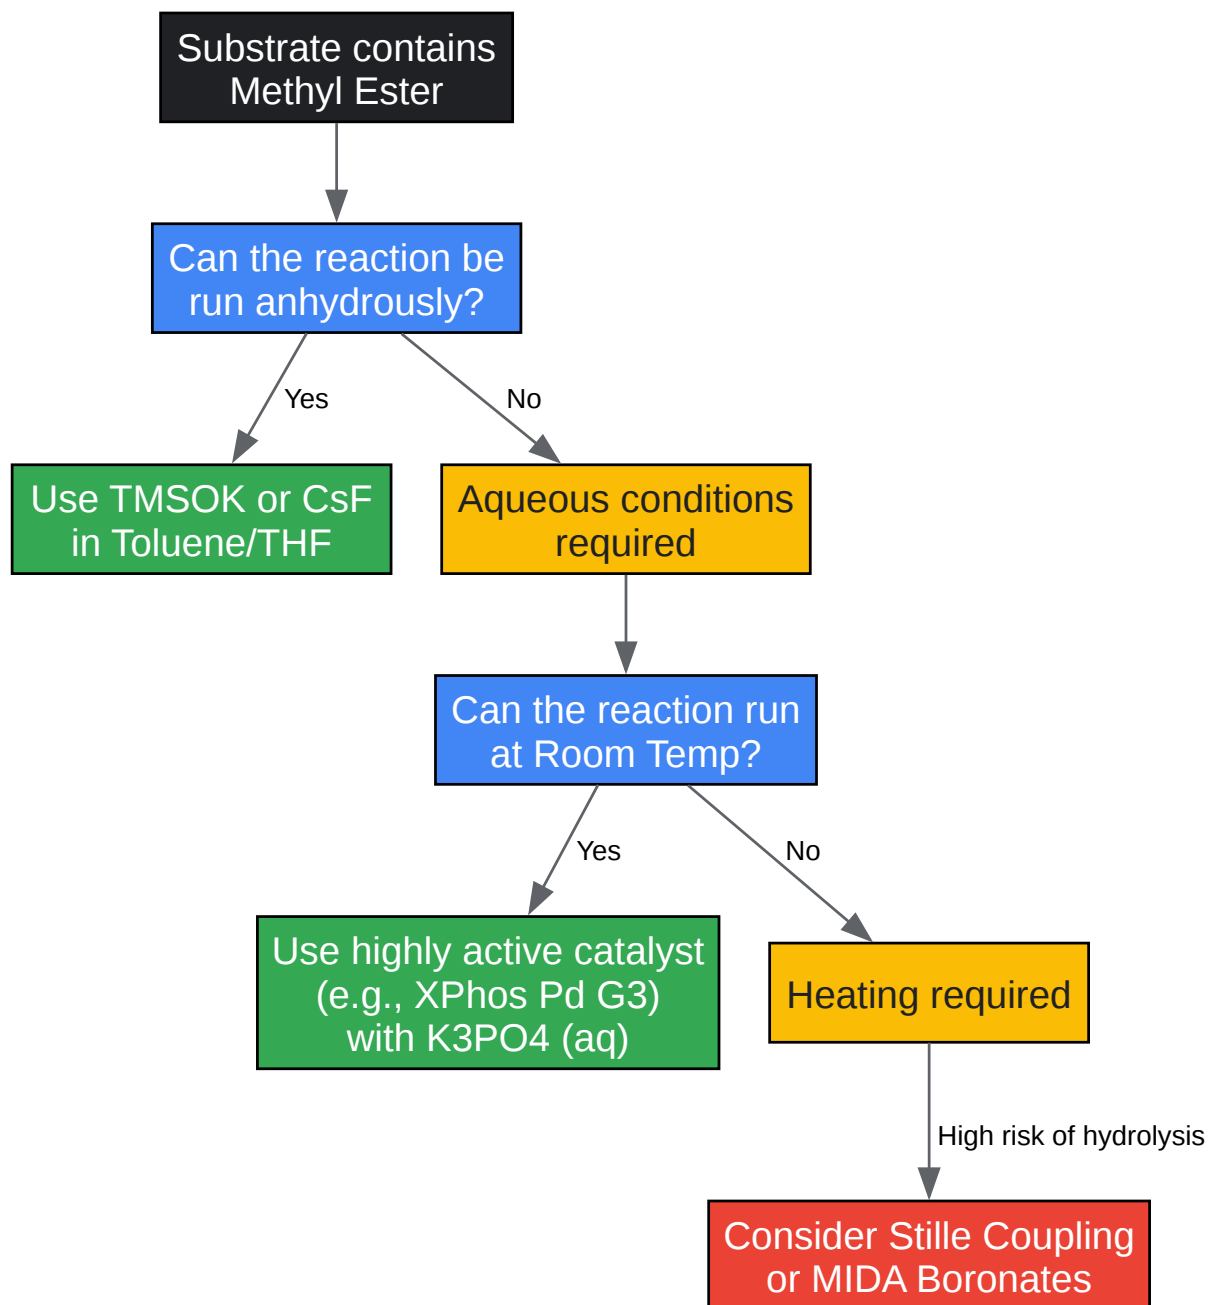 Substrate contains
Methyl Ester
Can the reaction be
run anhydrously?
Yes
No
Use TMSOK or CsF
in Toluene/THF
Aqueous conditions
required
Can the reaction run
at Room Temp?
Yes
No
Use highly active catalyst
(e.g., XPhos Pd G3)
with K3PO4 (aq)
Heating required
High risk of hydrolysis
Consider Stille Coupling
or MIDA Boronates